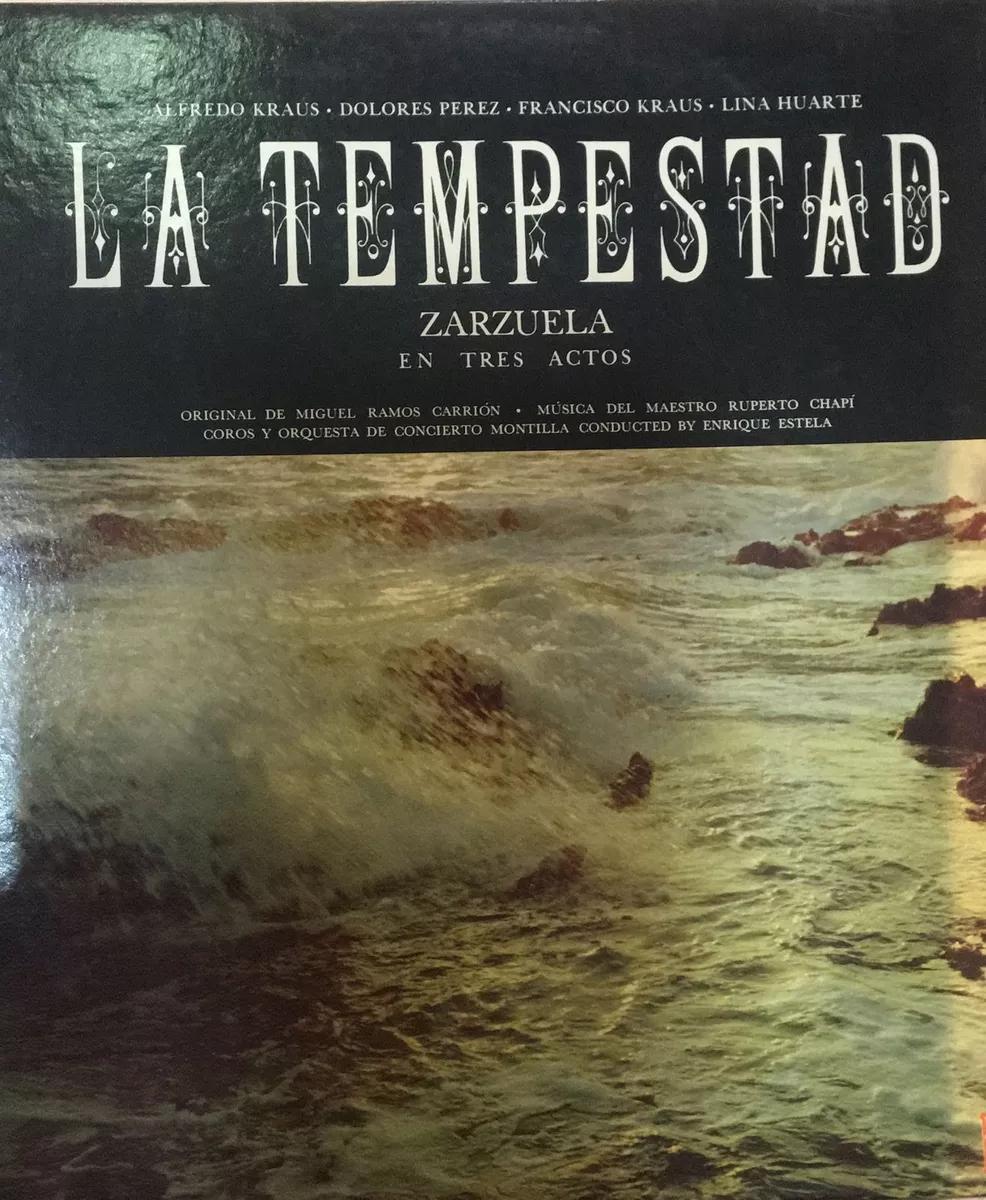 ALFREDO KRAUS · DOLORES PEREZ · FRANCISCO KRAUS · LINA HUARTE
LA TEMPESTAD
ZARZUELA
EN TRES ACTOS
ORIGINAL DE MIGUEL RAMOS CARRIÓN · MÚSICA DEL MAESTRO RUPERTO CHAPÍ
COROS Y ORQUESTA DE CONCIERTO MONTILLA CONDUCTED BY ENRIQUE ESTELA